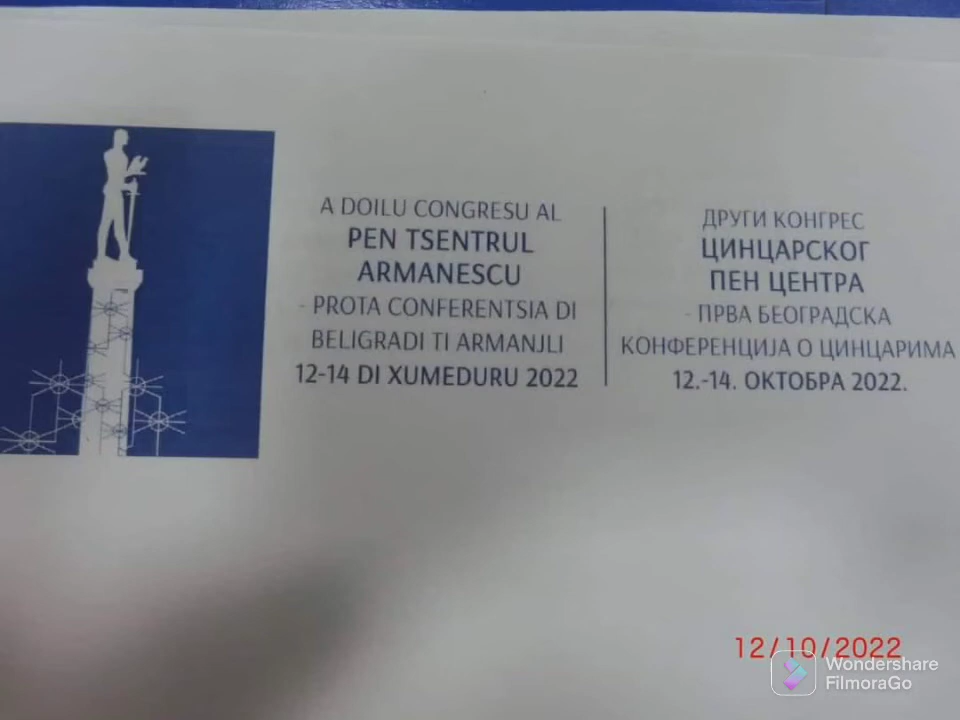 A DOILU CONGRESU AL
PEN TSENTRUL
ARMANESCU
- PROTA CONFERENTSIA DI
BELIGRADI TI ARMANJLI
12-14 DI XUMEDURU 2022
ДРУГИ КОНГРЕС
ЦИНЦАРСКОГ
ПЕН ЦЕНТРА
- ПРВА БЕОГРАДСКА
КОНФЕРЕНЦИЈА О ЦИНЦАРИМА
12.-14. ОКТОБРА 2022.
12/10/2022
Wondershare
FilmoraGo